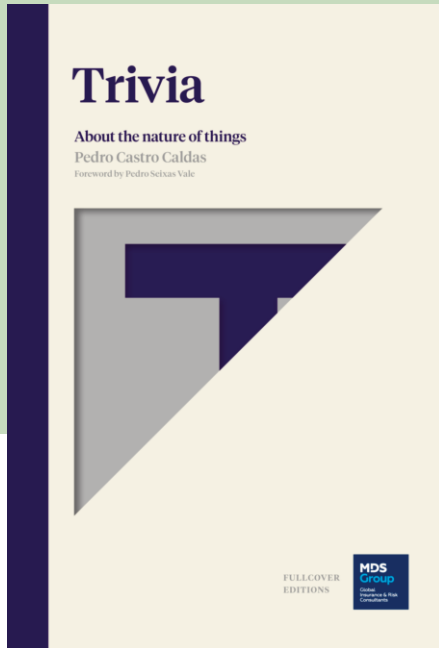 Trivia
About the nature of things
Pedro Castro Caldas
Foreword by Pedro Seixas Vale
FULLCOVER
EDITIONS
MDS
Group
Global
Insurance & Risk
Consultants